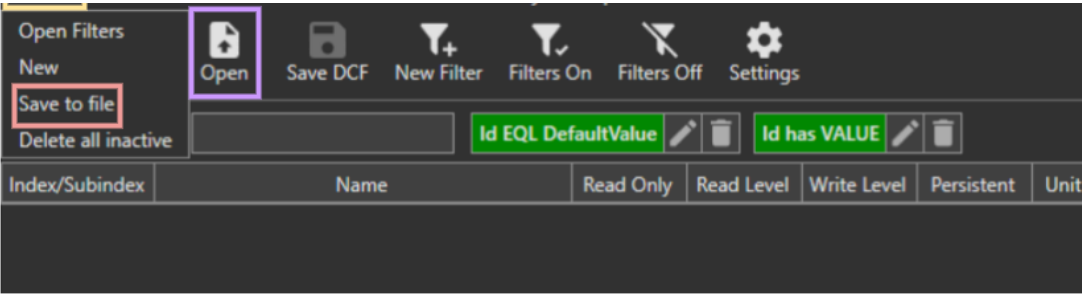 Open Filters
New
Save to file
Delete all inactive
Open
Save DCF
New Filter
Filters On
Filters Off
Settings
Id EQL DefaultValue
Id has VALUE
Index/Subindex
Name
Read Only
Read Level
Write Level
Persistent
Unit